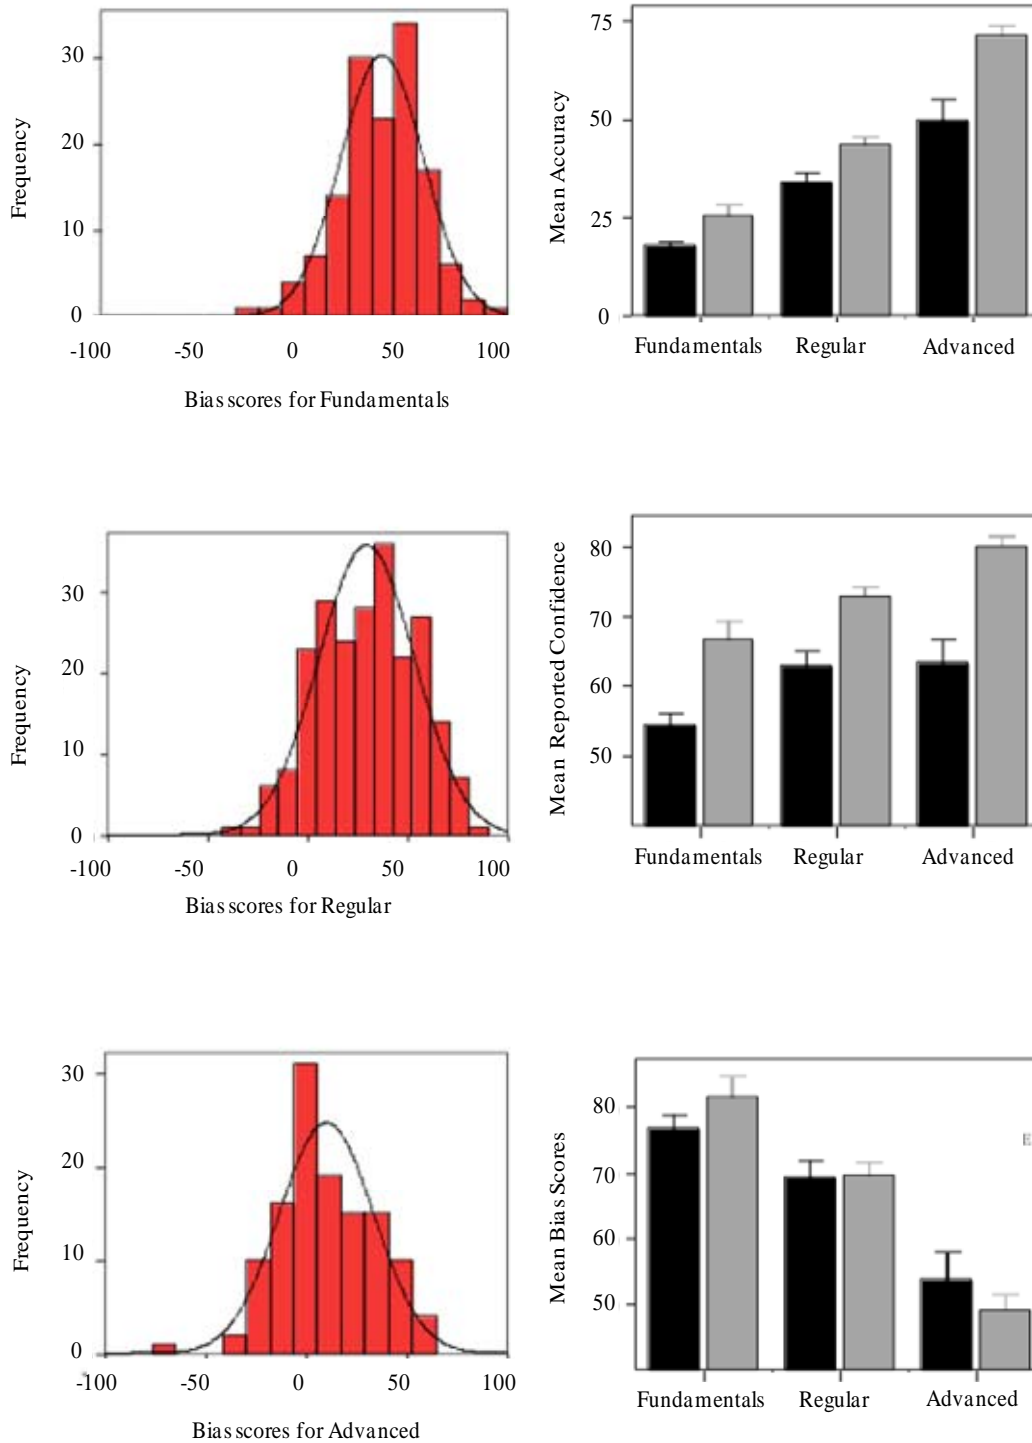 Frequency
30
20
10
0
-100 -50 0 50 100
Bias scores for Fundamentals
Mean Accuracy
75
50
25
0
Fundamentals Regular Advanced
Frequency
30
20
10
0
-100 -50 0 50 100
Bias scores for Regular
Mean Reported Confidence
80
70
60
50
Fundamentals Regular Advanced
Frequency
30
20
10
0
-100 -50 0 50 100
Bias scores for Advanced
Mean Bias Scores
80
70
60
50
E
Fundamentals Regular Advanced